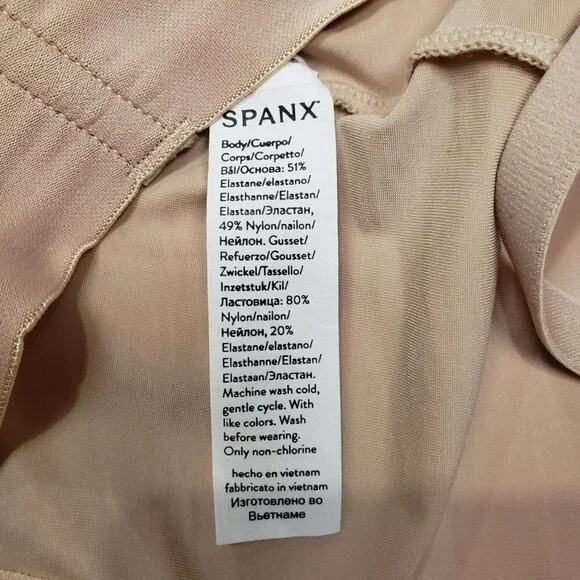 SPANX®
Body/Cuerpo/
Corps/Corpetto/
Bål/Основа: 51%
Elastane/elastano/
Elasthanne/Elastan/
Elastaan/Эластан,
49% Nylon/nailon/
Нейлон. Gusset/
Refuerzo/Gousset/
Zwickel/Tassello/
Inzetstuk/Kil/
Ластовица: 80%
Nylon/nailon/
Нейлон, 20%
Elastane/elastano/
Elasthanne/Elastan/
Elastaan/Эластан.
Machine wash cold,
gentle cycle. With
like colors. Wash
before wearing.
Only non-chlorine
hecho en vietnam
fabbricato in vietnam
Изготовлено во
Вьетнаме